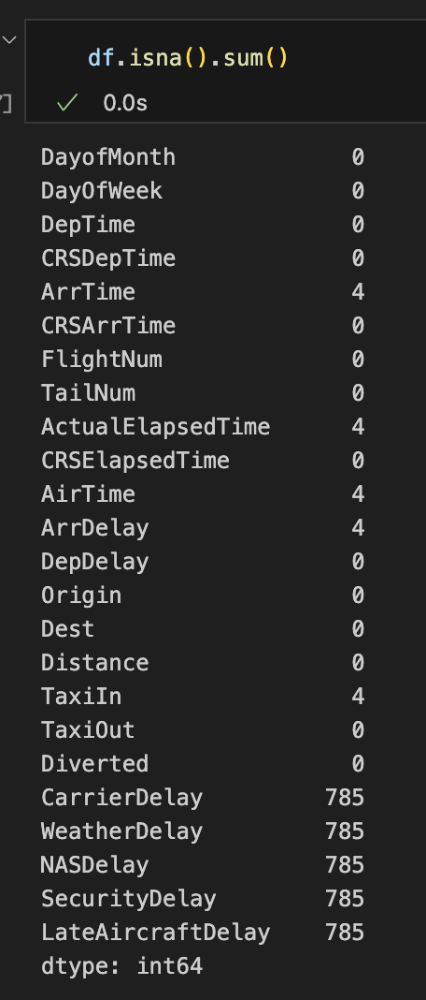 df.isna().sum()
0.0s
DayofMonth 0
DayOfWeek 0
DepTime 0
CRSDepTime 0
ArrTime 4
CRSArrTime 0
FlightNum 0
TailNum 0
ActualElapsedTime 4
CRSElapsedTime 0
AirTime 4
ArrDelay 4
DepDelay 0
Origin 0
Dest 0
Distance 0
TaxiIn 4
TaxiOut 0
Diverted 0
CarrierDelay 785
WeatherDelay 785
NASDelay 785
SecurityDelay 785
LateAircraftDelay 785
dtype: int64